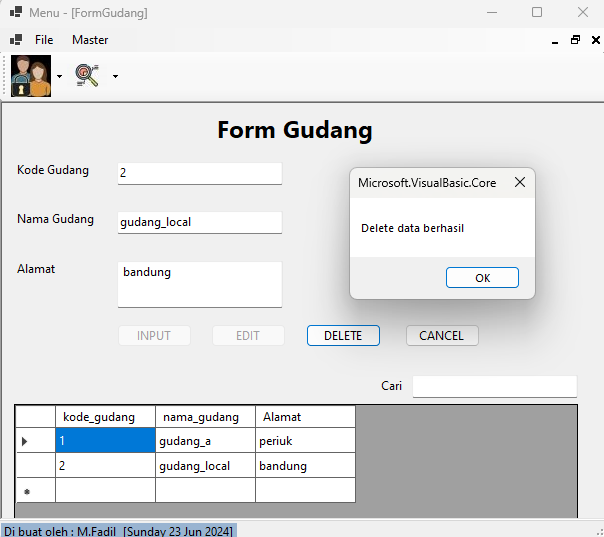 Menu - [FormGudang]
File Master
Form Gudang
Kode Gudang 2
Nama Gudang gudang_local
Alamat bandung
Microsoft.VisualBasic.Core
Delete data berhasil
OK
INPUT EDIT DELETE CANCEL
Cari
kode_gudang nama_gudang Alamat
1 gudang_a periuk
2 gudang_local bandung
Di buat oleh : M.Fadil [Sunday 23 Jun 2024]